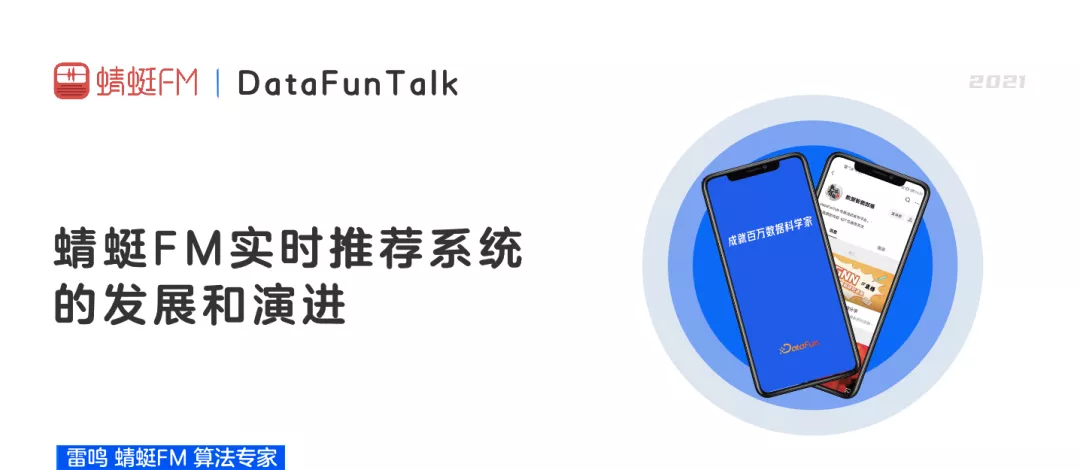 蜻蜓FM | DataFunTalk
2021
蜻蜓FM实时推荐系统
的发展和演进
成就百万数据科学家
DataFun
雷鸣 蜻蜓FM 算法专家